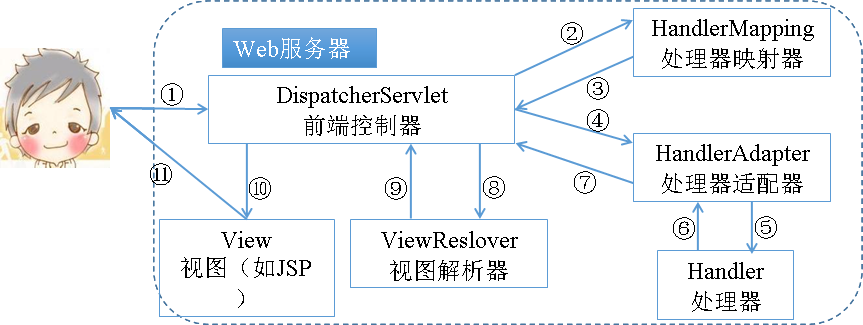 Web服务器
②
HandlerMapping
处理器映射器
①
DispatcherServlet
前端控制器
③
④
HandlerAdapter
处理器适配器
⑦
⑪
⑩
⑨
⑧
⑥
⑤
View
视图（如JSP
）
ViewReslover
视图解析器
Handler
处理器